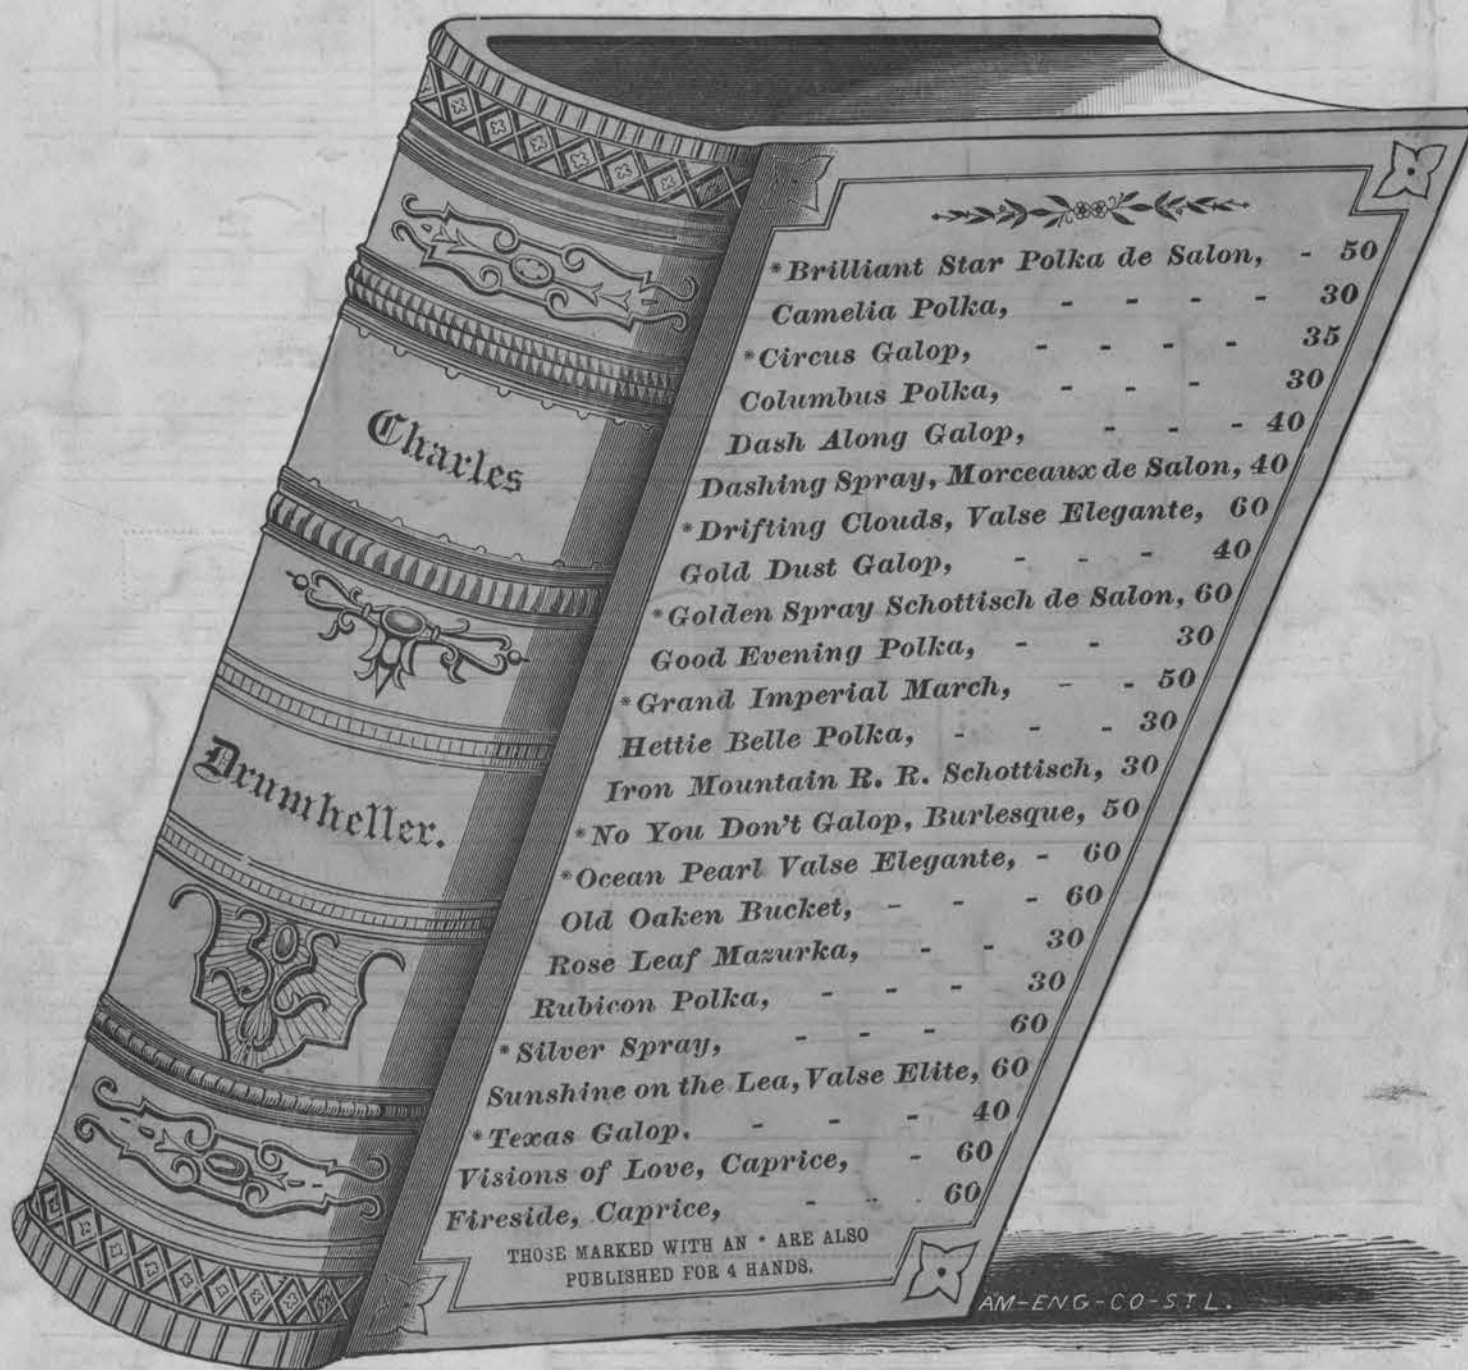 Charles
Drumheller.
*Brilliant Star Polka de Salon, - 50
Camelia Polka, - - - - 30
*Circus Galop, - - - - 35
Columbus Polka, - - - 30
Dash Along Galop, - - - 40
Dashing Spray, Morceaux de Salon, 40
*Drifting Clouds, Valse Elegante, 60
Gold Dust Galop, - - - 40
*Golden Spray Schottisch de Salon, 60
Good Evening Polka, - - 30
*Grand Imperial March, - - 50
Hettie Belle Polka, - - - 30
Iron Mountain R. R. Schottisch, 30
*No You Don't Galop, Burlesque, 50
*Ocean Pearl Valse Elegante, - 60
Old Oaken Bucket, - - - 60
Rose Leaf Mazurka, - - 30
Rubicon Polka, - - - 30
*Silver Spray, - - - 60
Sunshine on the Lea, Valse Elite, 60
*Texas Galop. - - - 40
Visions of Love, Caprice, - 60
Fireside, Caprice, - - - 60
THOSE MARKED WITH AN * ARE ALSO
PUBLISHED FOR 4 HANDS.
AM-ENG-CO-STL.